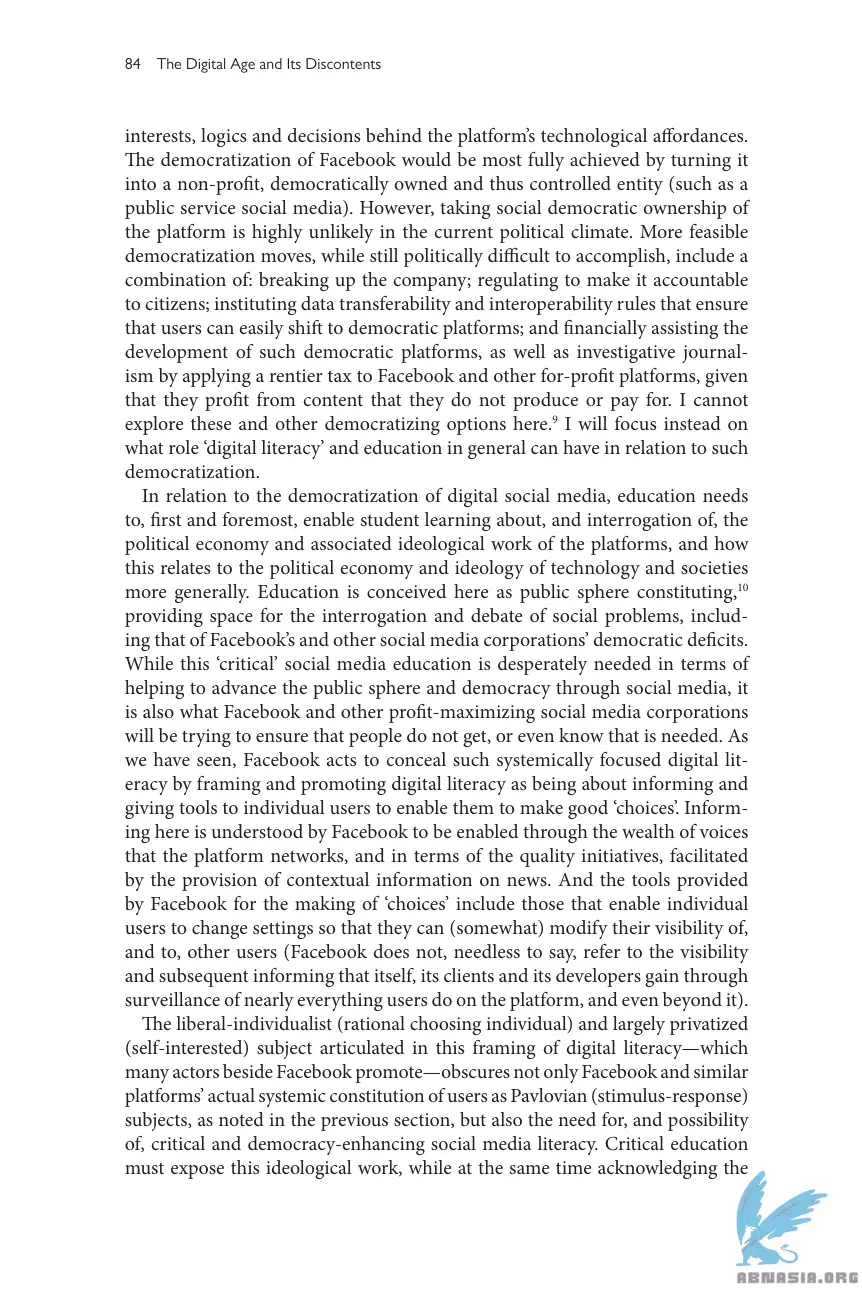 84 The Digital Age and Its Discontents
interests, logics and decisions behind the platform’s technological affordances.
The democratization of Facebook would be most fully achieved by turning it
into a non-profit, democratically owned and thus controlled entity (such as a
public service social media). However, taking social democratic ownership of
the platform is highly unlikely in the current political climate. More feasible
democratization moves, while still politically difficult to accomplish, include a
combination of: breaking up the company; regulating to make it accountable
to citizens; instituting data transferability and interoperability rules that ensure
that users can easily shift to democratic platforms; and financially assisting the
development of such democratic platforms, as well as investigative journal-
ism by applying a rentier tax to Facebook and other for-profit platforms, given
that they profit from content that they do not produce or pay for. I cannot
explore these and other democratizing options here.⁹ I will focus instead on
what role ‘digital literacy’ and education in general can have in relation to such
democratization.
In relation to the democratization of digital social media, education needs
to, first and foremost, enable student learning about, and interrogation of, the
political economy and associated ideological work of the platforms, and how
this relates to the political economy and ideology of technology and societies
more generally. Education is conceived here as public sphere constituting,¹⁰
providing space for the interrogation and debate of social problems, includ-
ing that of Facebook’s and other social media corporations’ democratic deficits.
While this ‘critical’ social media education is desperately needed in terms of
helping to advance the public sphere and democracy through social media, it
is also what Facebook and other profit-maximizing social media corporations
will be trying to ensure that people do not get, or even know that is needed. As
we have seen, Facebook acts to conceal such systemically focused digital lit-
eracy by framing and promoting digital literacy as being about informing and
giving tools to individual users to enable them to make good ‘choices’. Inform-
ing here is understood by Facebook to be enabled through the wealth of voices
that the platform networks, and in terms of the quality initiatives, facilitated
by the provision of contextual information on news. And the tools provided
by Facebook for the making of ‘choices’ include those that enable individual
users to change settings so that they can (somewhat) modify their visibility of,
and to, other users (Facebook does not, needless to say, refer to the visibility
and subsequent informing that itself, its clients and its developers gain through
surveillance of nearly everything users do on the platform, and even beyond it).
The liberal-individualist (rational choosing individual) and largely privatized
(self-interested) subject articulated in this framing of digital literacy—which
many actors beside Facebook promote—obscures not only Facebook and similar
platforms’ actual systemic constitution of users as Pavlovian (stimulus-response)
subjects, as noted in the previous section, but also the need for, and possibility
of, critical and democracy-enhancing social media literacy. Critical education
must expose this ideological work, while at the same time acknowledging the
ABNASIA.ORG